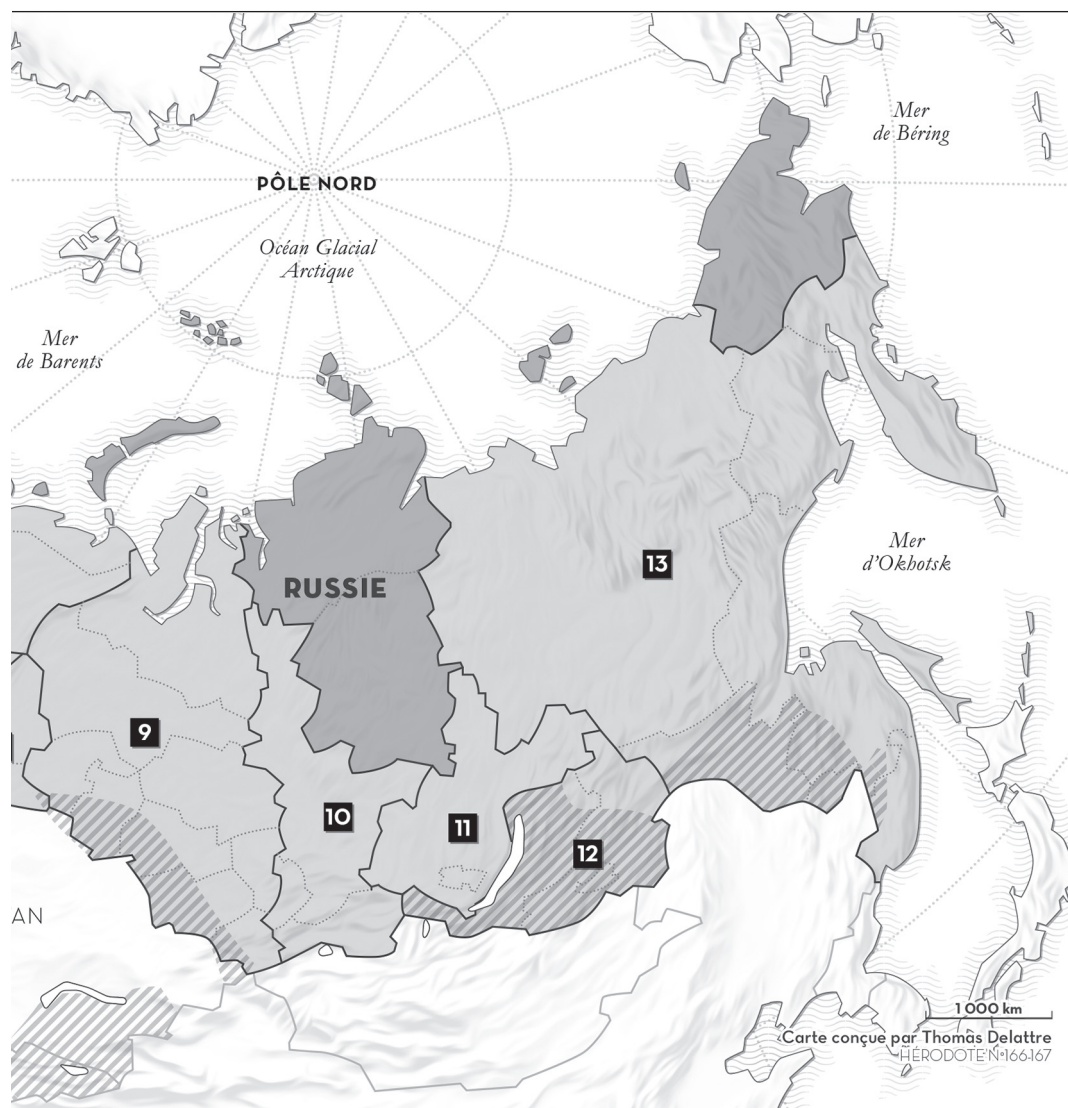 Mer
de Béring
PÔLE NORD
Océan Glacial
Arctique
Mer
de Barents
Mer
d'Okhotsk
13
RUSSIE
9
10
11
12
AN
1 000 km
Carte conçue par Thomas Delattre
HÉRODOTE N°166-167